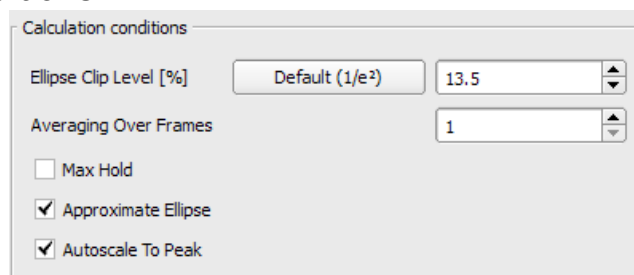 Calculation conditions
Ellipse Clip Level [%] Default (1/e²) 13.5
Averaging Over Frames 1
Max Hold
Approximate Ellipse
Autoscale To Peak